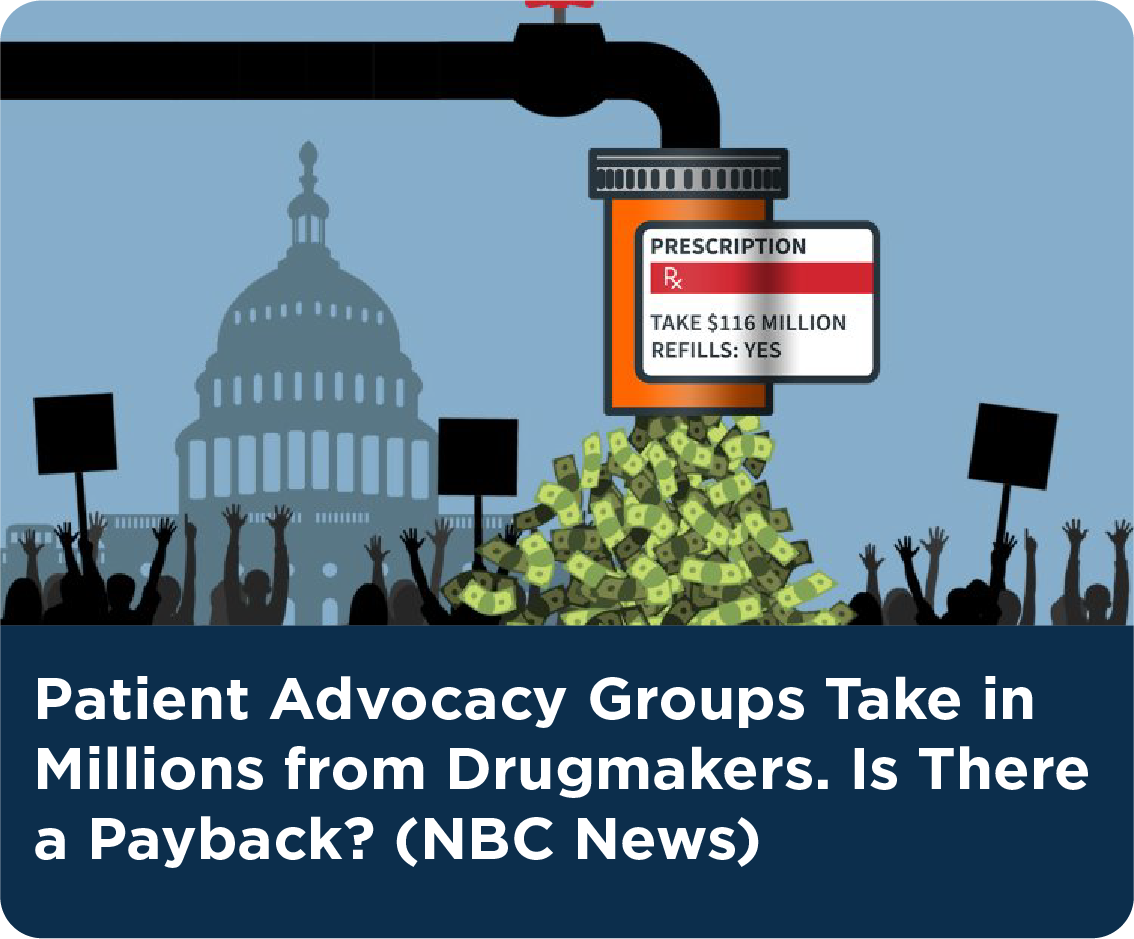 PRESCRIPTION
℞
TAKE $116 MILLION
REFILLS: YES
Patient Advocacy Groups Take in
Millions from Drugmakers. Is There
a Payback? (NBC News)